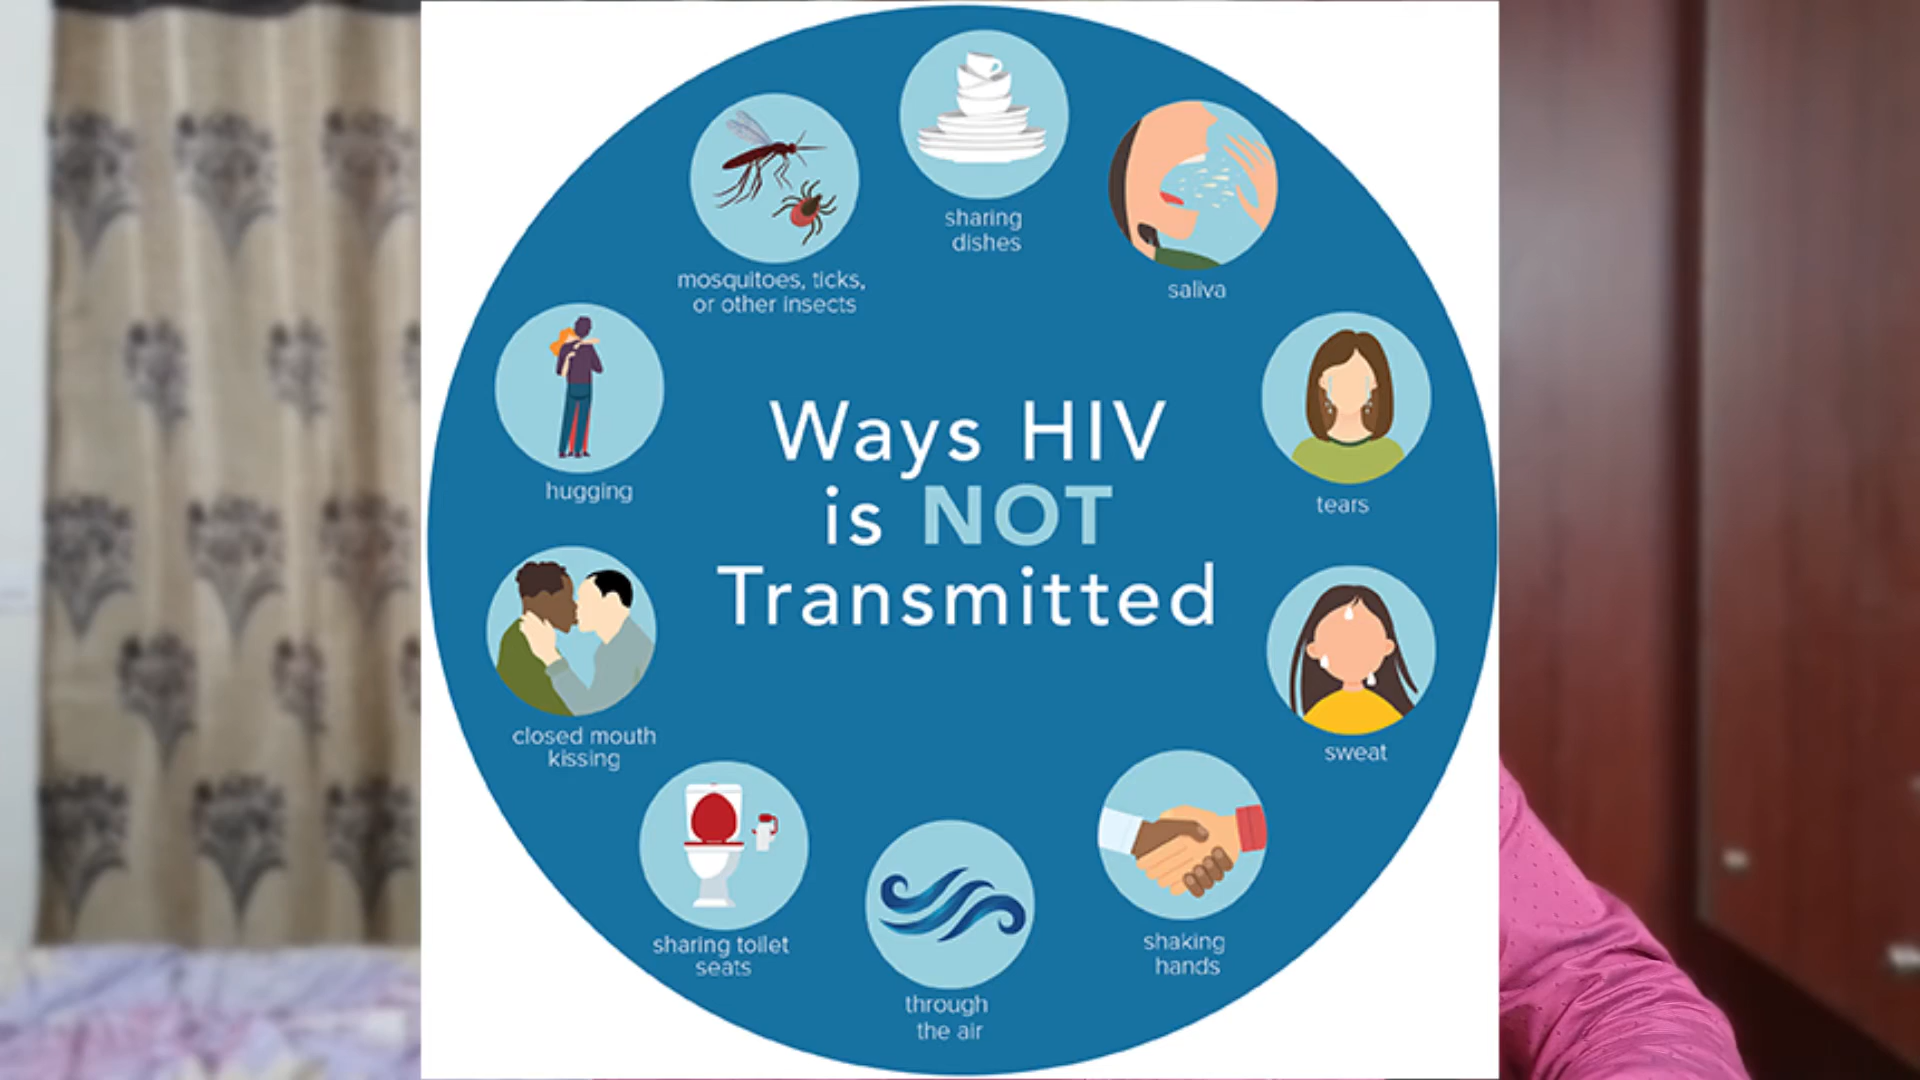 Ways HIV
is NOT
Transmitted
sharing
dishes
saliva
tears
sweat
shaking
hands
through
the air
sharing toilet
seats
closed mouth
kissing
hugging
mosquitoes, ticks,
or other insects